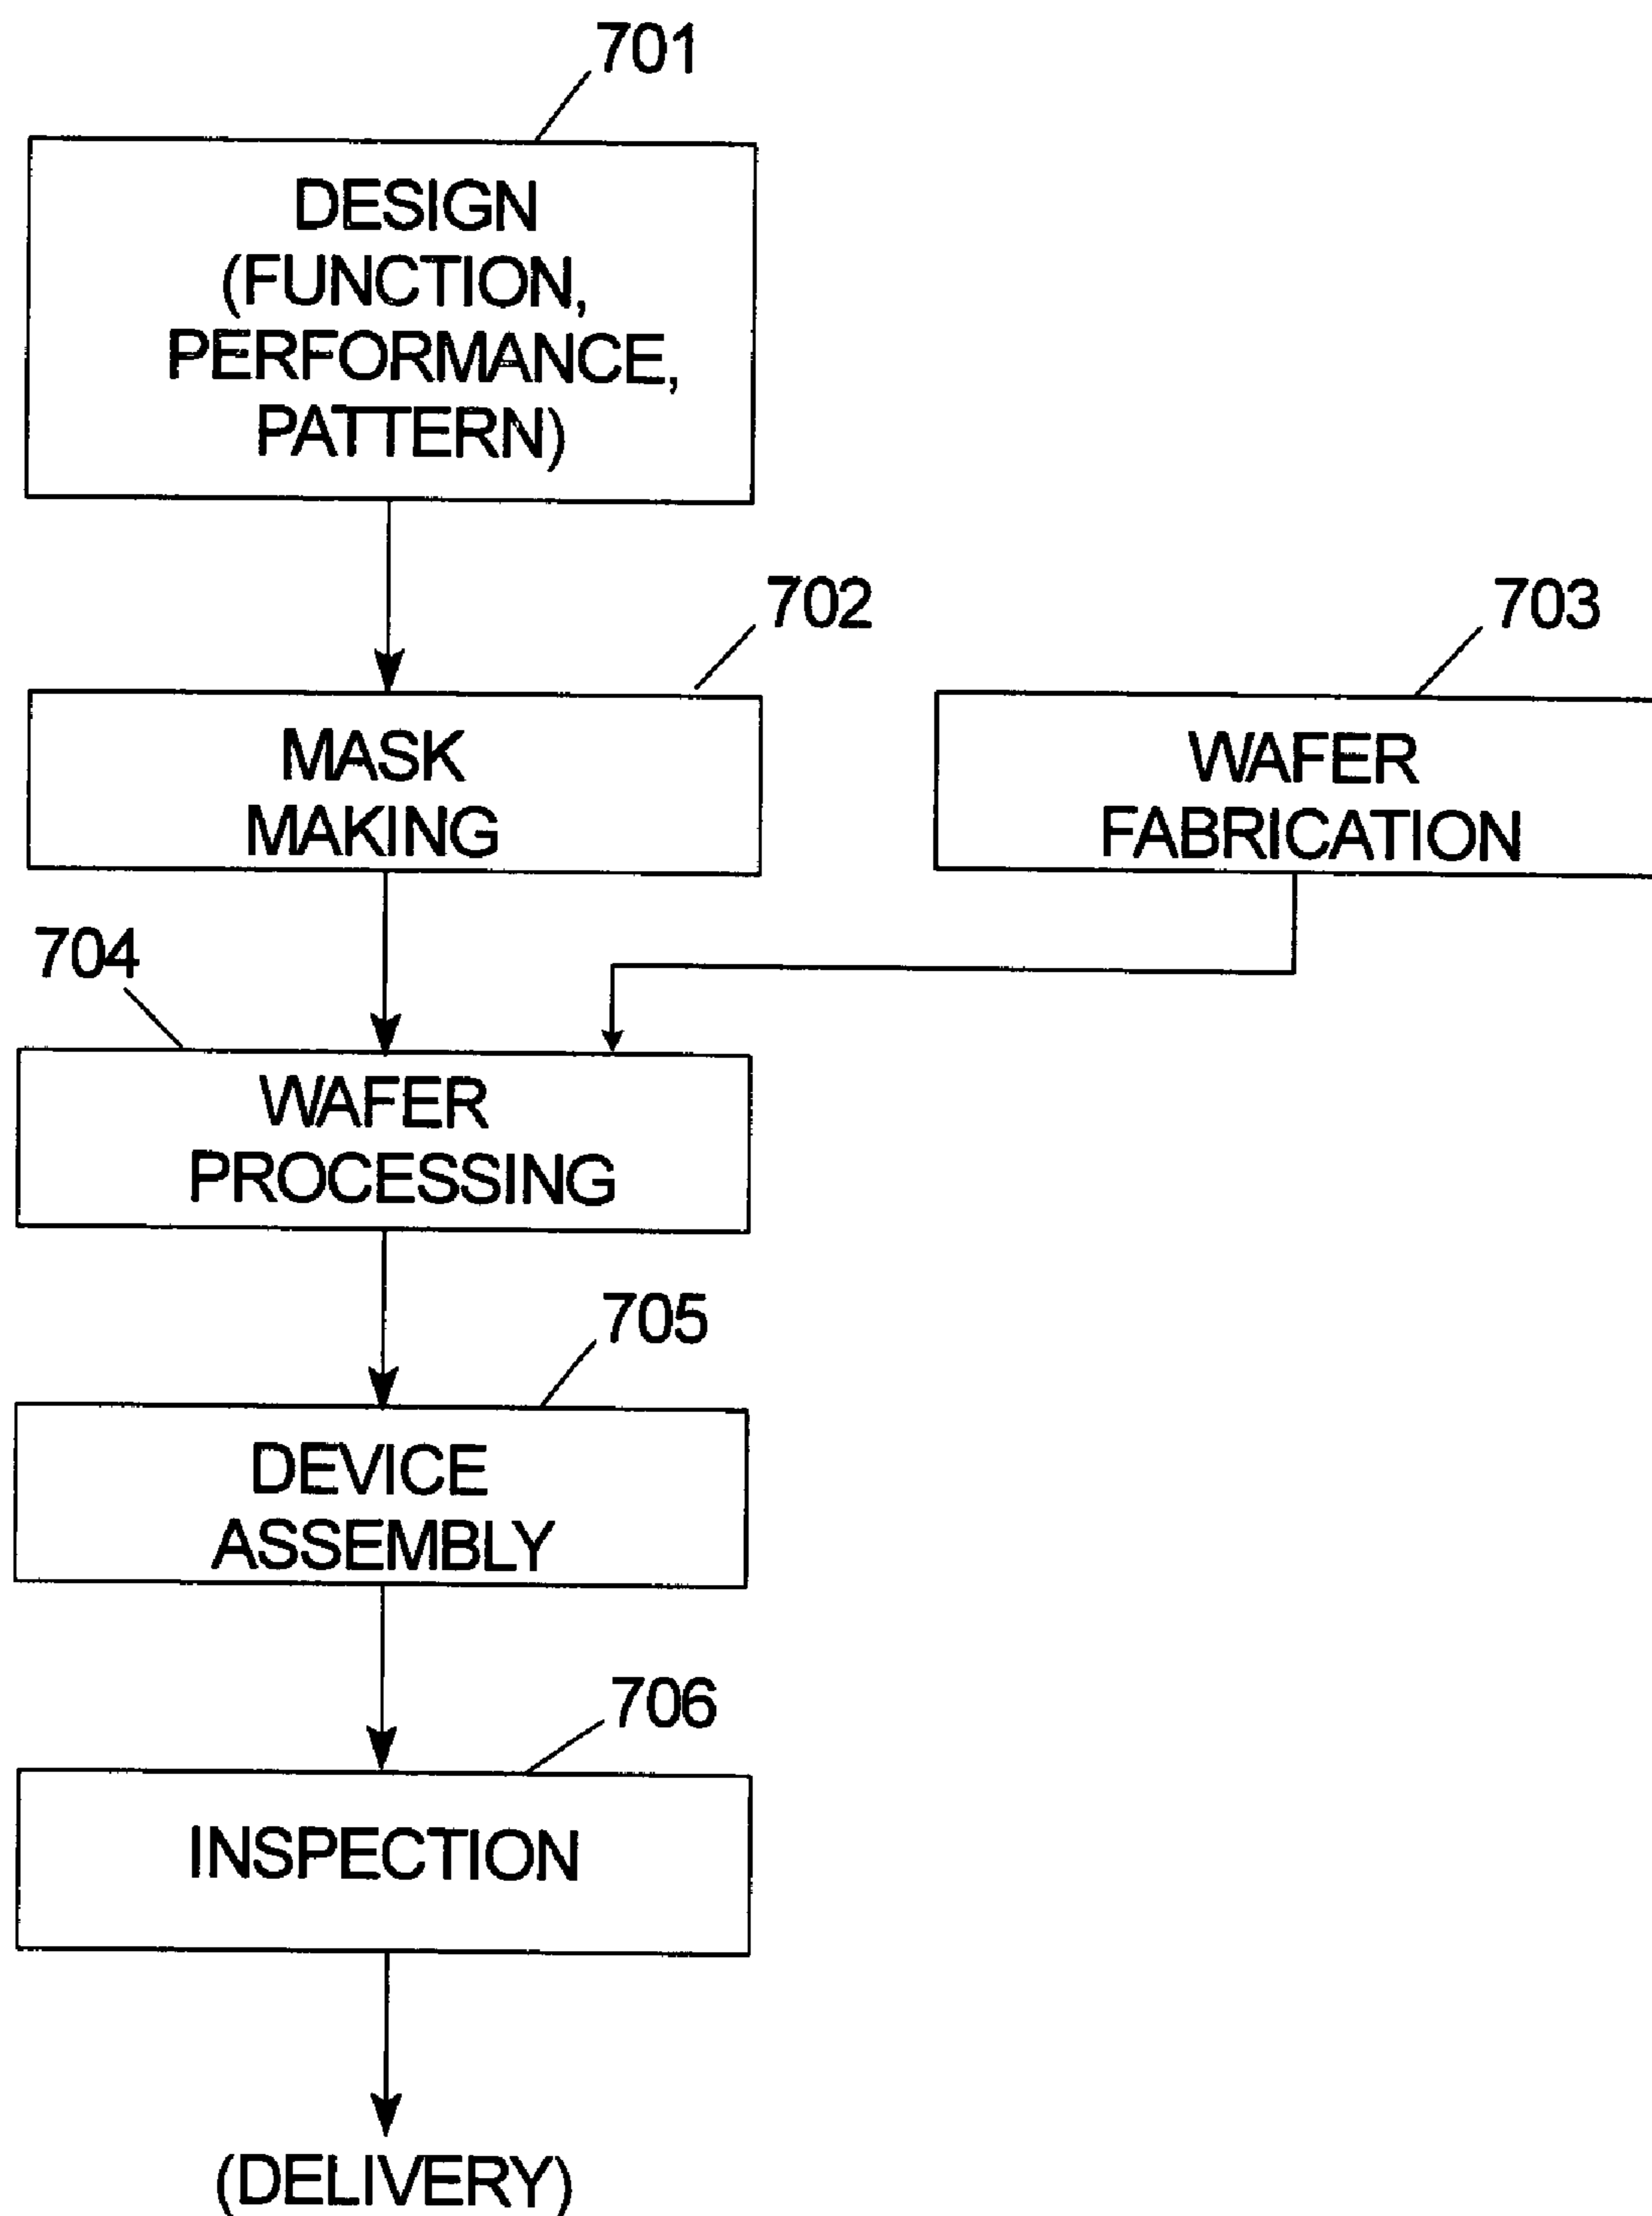 701
DESIGN
(FUNCTION,
PERFORMANCE,
PATTERN)
702
703
MASK
MAKING
WAFER
FABRICATION
704
WAFER
PROCESSING
705
DEVICE
ASSEMBLY
706
INSPECTION
(DELIVERY)